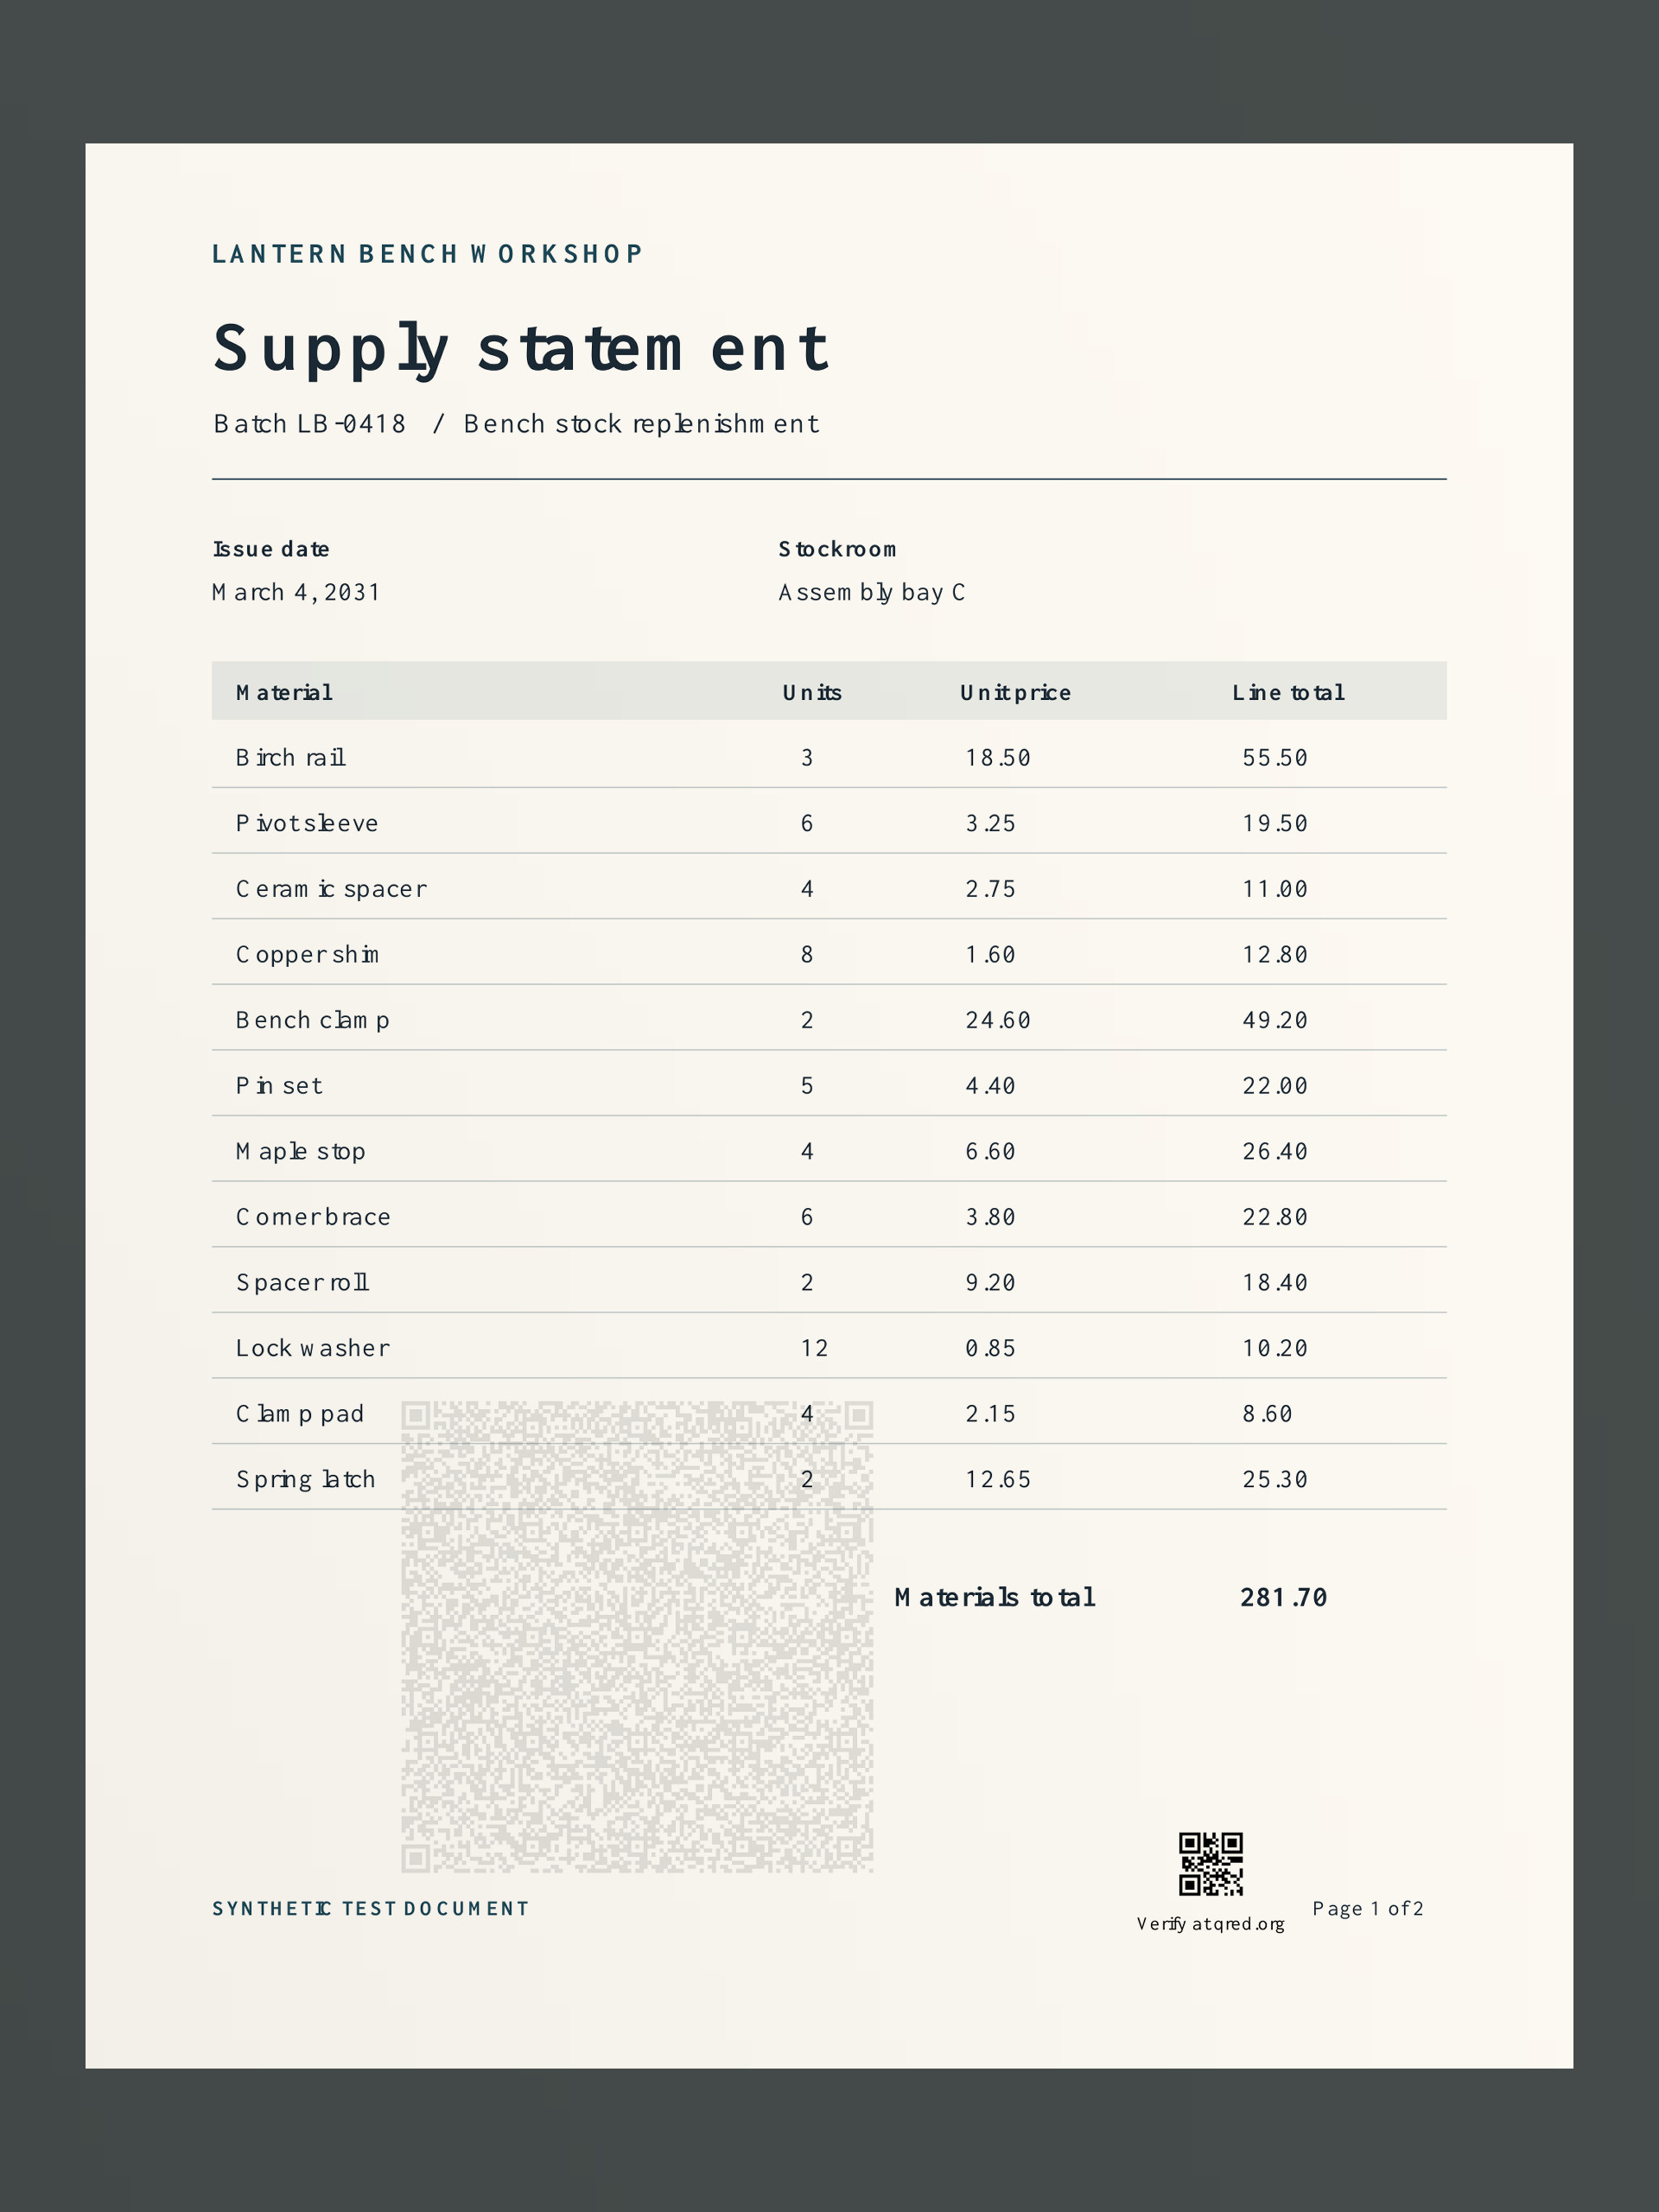 LANTERN BENCH WORKSHOP
Supply statement
Batch LB-0418 / Bench stock replenishment
Issue date Stockroom
March 4, 2031 Assembly bay C
Material Units Unit price Line total
Birch rail 3 18.50 55.50
Pivot sleeve 6 3.25 19.50
Ceramic spacer 4 2.75 11.00
Copper shim 8 1.60 12.80
Bench clamp 2 24.60 49.20
Pin set 5 4.40 22.00
Maple stop 4 6.60 26.40
Corner brace 6 3.80 22.80
Spacer roll 2 9.20 18.40
Lock washer 12 0.85 10.20
Clamp pad 4 2.15 8.60
Spring latch 2 12.65 25.30
Materials total 281.70
SYNTHETIC TEST DOCUMENT Page 1 of 2
Verify at qred.org